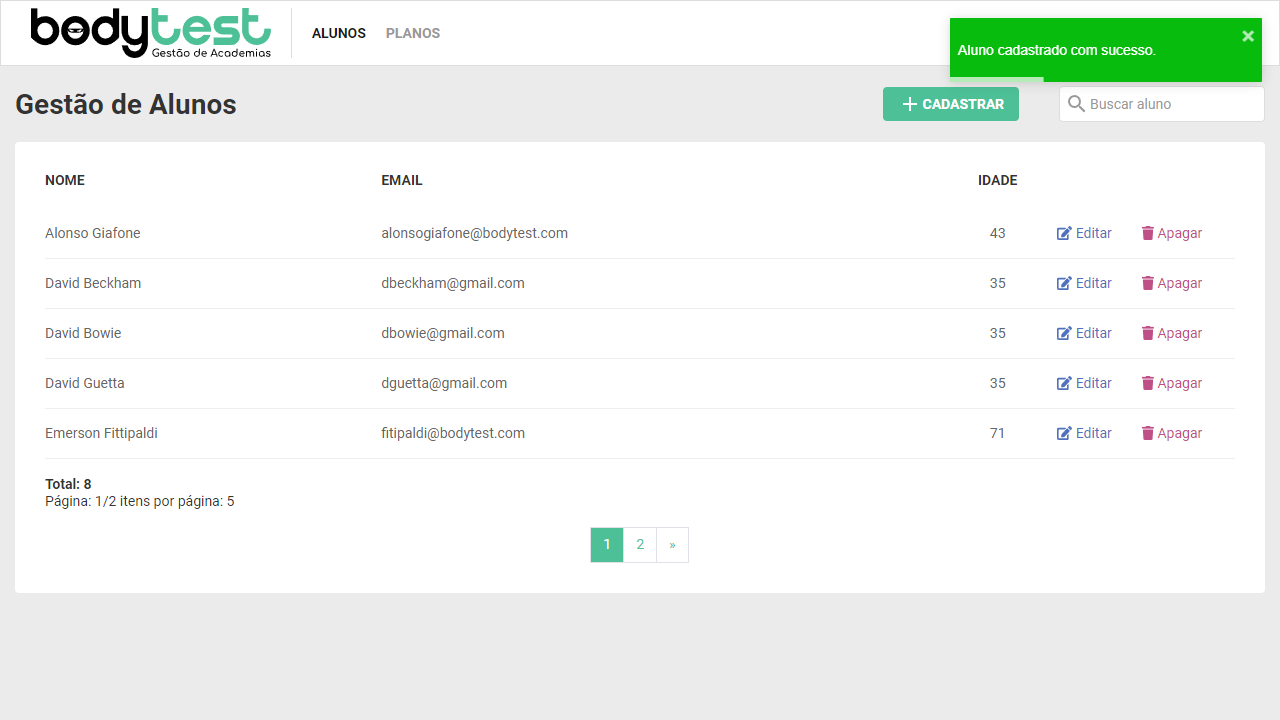 bodytest
Gestão de Academias
ALUNOS PLANOS
Aluno cadastrado com sucesso. ×
Gestão de Alunos
CADASTRAR
Buscar aluno
NOME EMAIL IDADE
Alonso Giafone alonsogiafone@bodytest.com 43 Editar Apagar
David Beckham dbeckham@gmail.com 35 Editar Apagar
David Bowie dbowie@gmail.com 35 Editar Apagar
David Guetta dguetta@gmail.com 35 Editar Apagar
Emerson Fittipaldi fitipaldi@bodytest.com 71 Editar Apagar
Total: 8
Página: 1/2 itens por página: 5
1 2 »